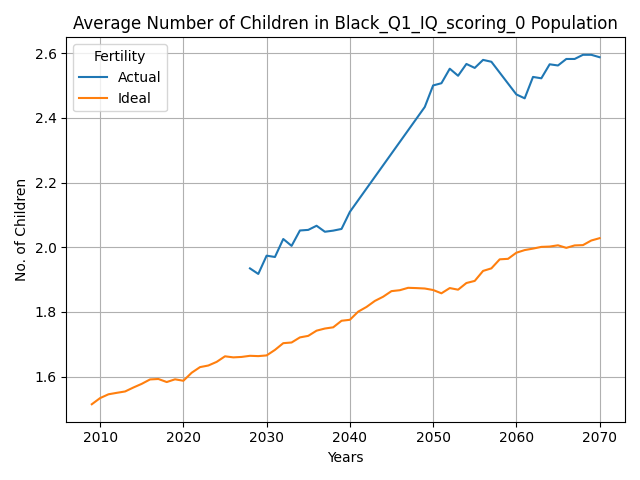 Average Number of Children in Black_Q1_IQ_scoring_0 Population
Fertility
Actual
Ideal
No. of Children
2.6
2.4
2.2
2.0
1.8
1.6
2010 2020 2030 2040 2050 2060 2070
Years